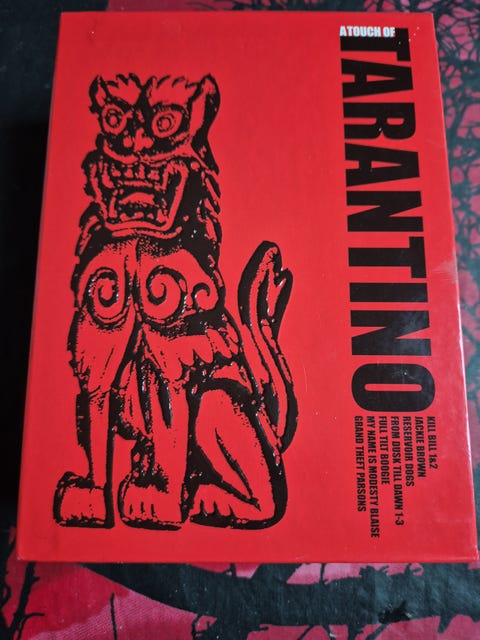 A TOUCH OF
TARANTINO
KILL BILL 1&2
JACKIE BROWN
RESERVOIR DOGS
FROM DUSK TILL DAWN 1-3
FULL TILT BOOGIE
MY NAME IS MODESTY BLAISE
GRAND THEFT PARSONS